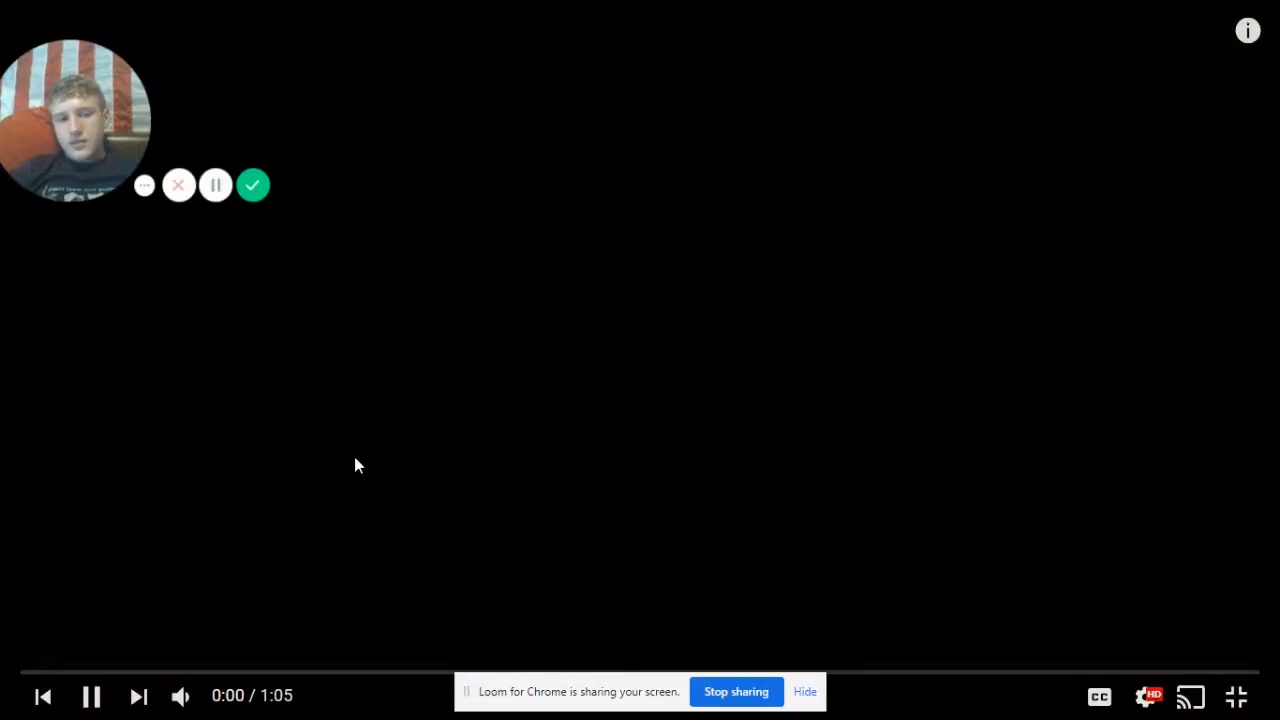 0:00 / 1:05
Loom for Chrome is sharing your screen. Stop sharing Hide
CC
HD